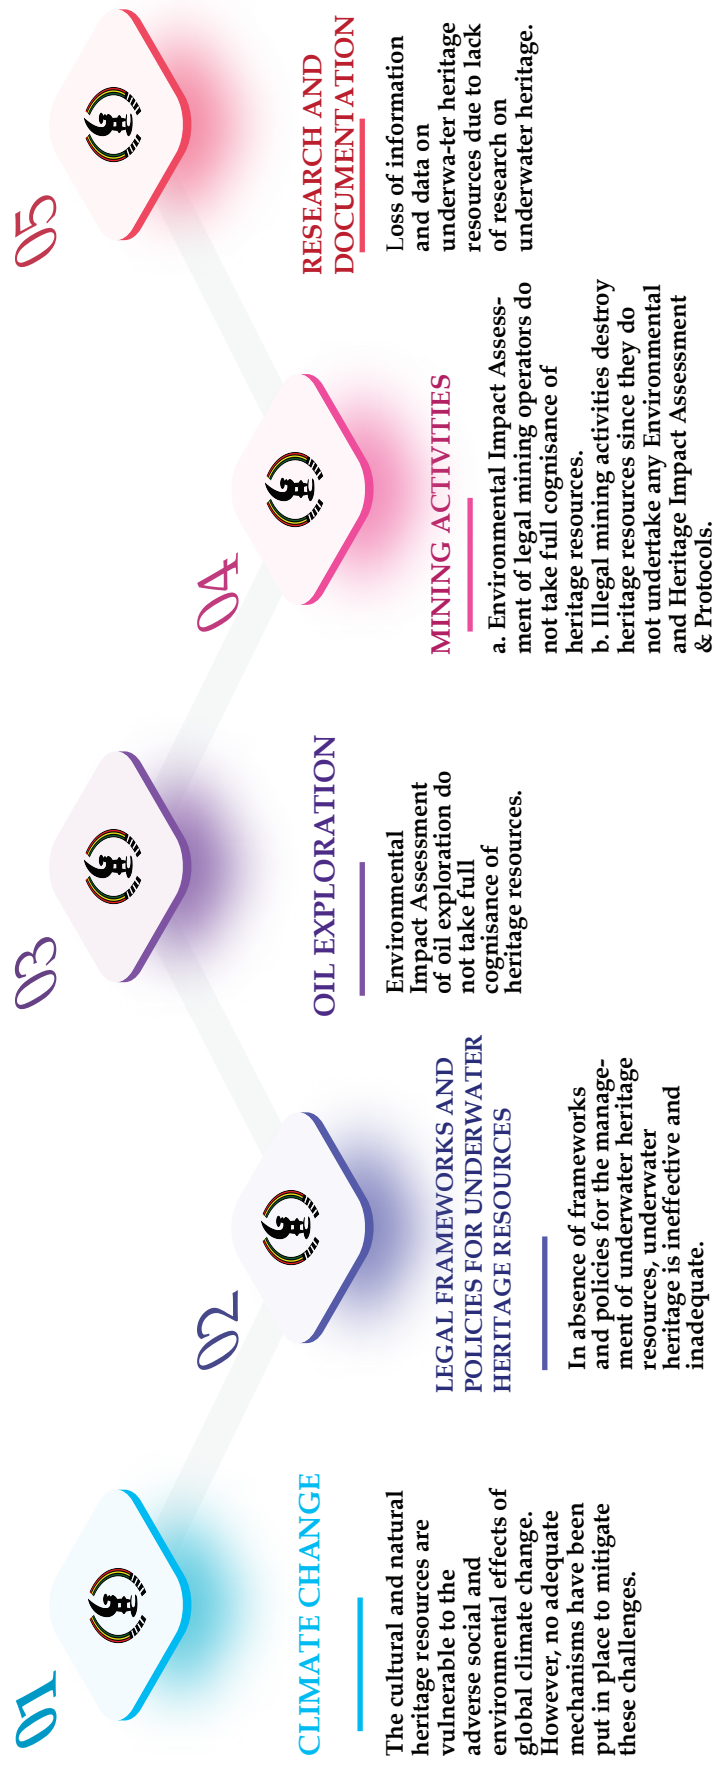 01
CLIMATE CHANGE
The cultural and natural
heritage resources are
vulnerable to the
adverse social and
environmental effects of
global climate change.
However, no adequate
mechanisms have been
put in place to mitigate
these challenges.
02
LEGAL FRAMEWORKS AND
POLICIES FOR UNDERWATER
HERITAGE RESOURCES
In absence of frameworks
and policies for the manage-
ment of underwater heritage
resources, underwater
heritage is ineffective and
inadequate.
03
OIL EXPLORATION
Environmental
Impact Assessment
of oil exploration do
not take full
cognisance of
heritage resources.
04
MINING ACTIVITIES
a. Environmental Impact Assess-
ment of legal mining operators do
not take full cognisance of
heritage resources.
b. Illegal mining activities destroy
heritage resources since they do
not undertake any Environmental
and Heritage Impact Assessment
& Protocols.
05
RESEARCH AND
DOCUMENTATION
Loss of information
and data on
underwa-ter heritage
resources due to lack
of research on
underwater heritage.